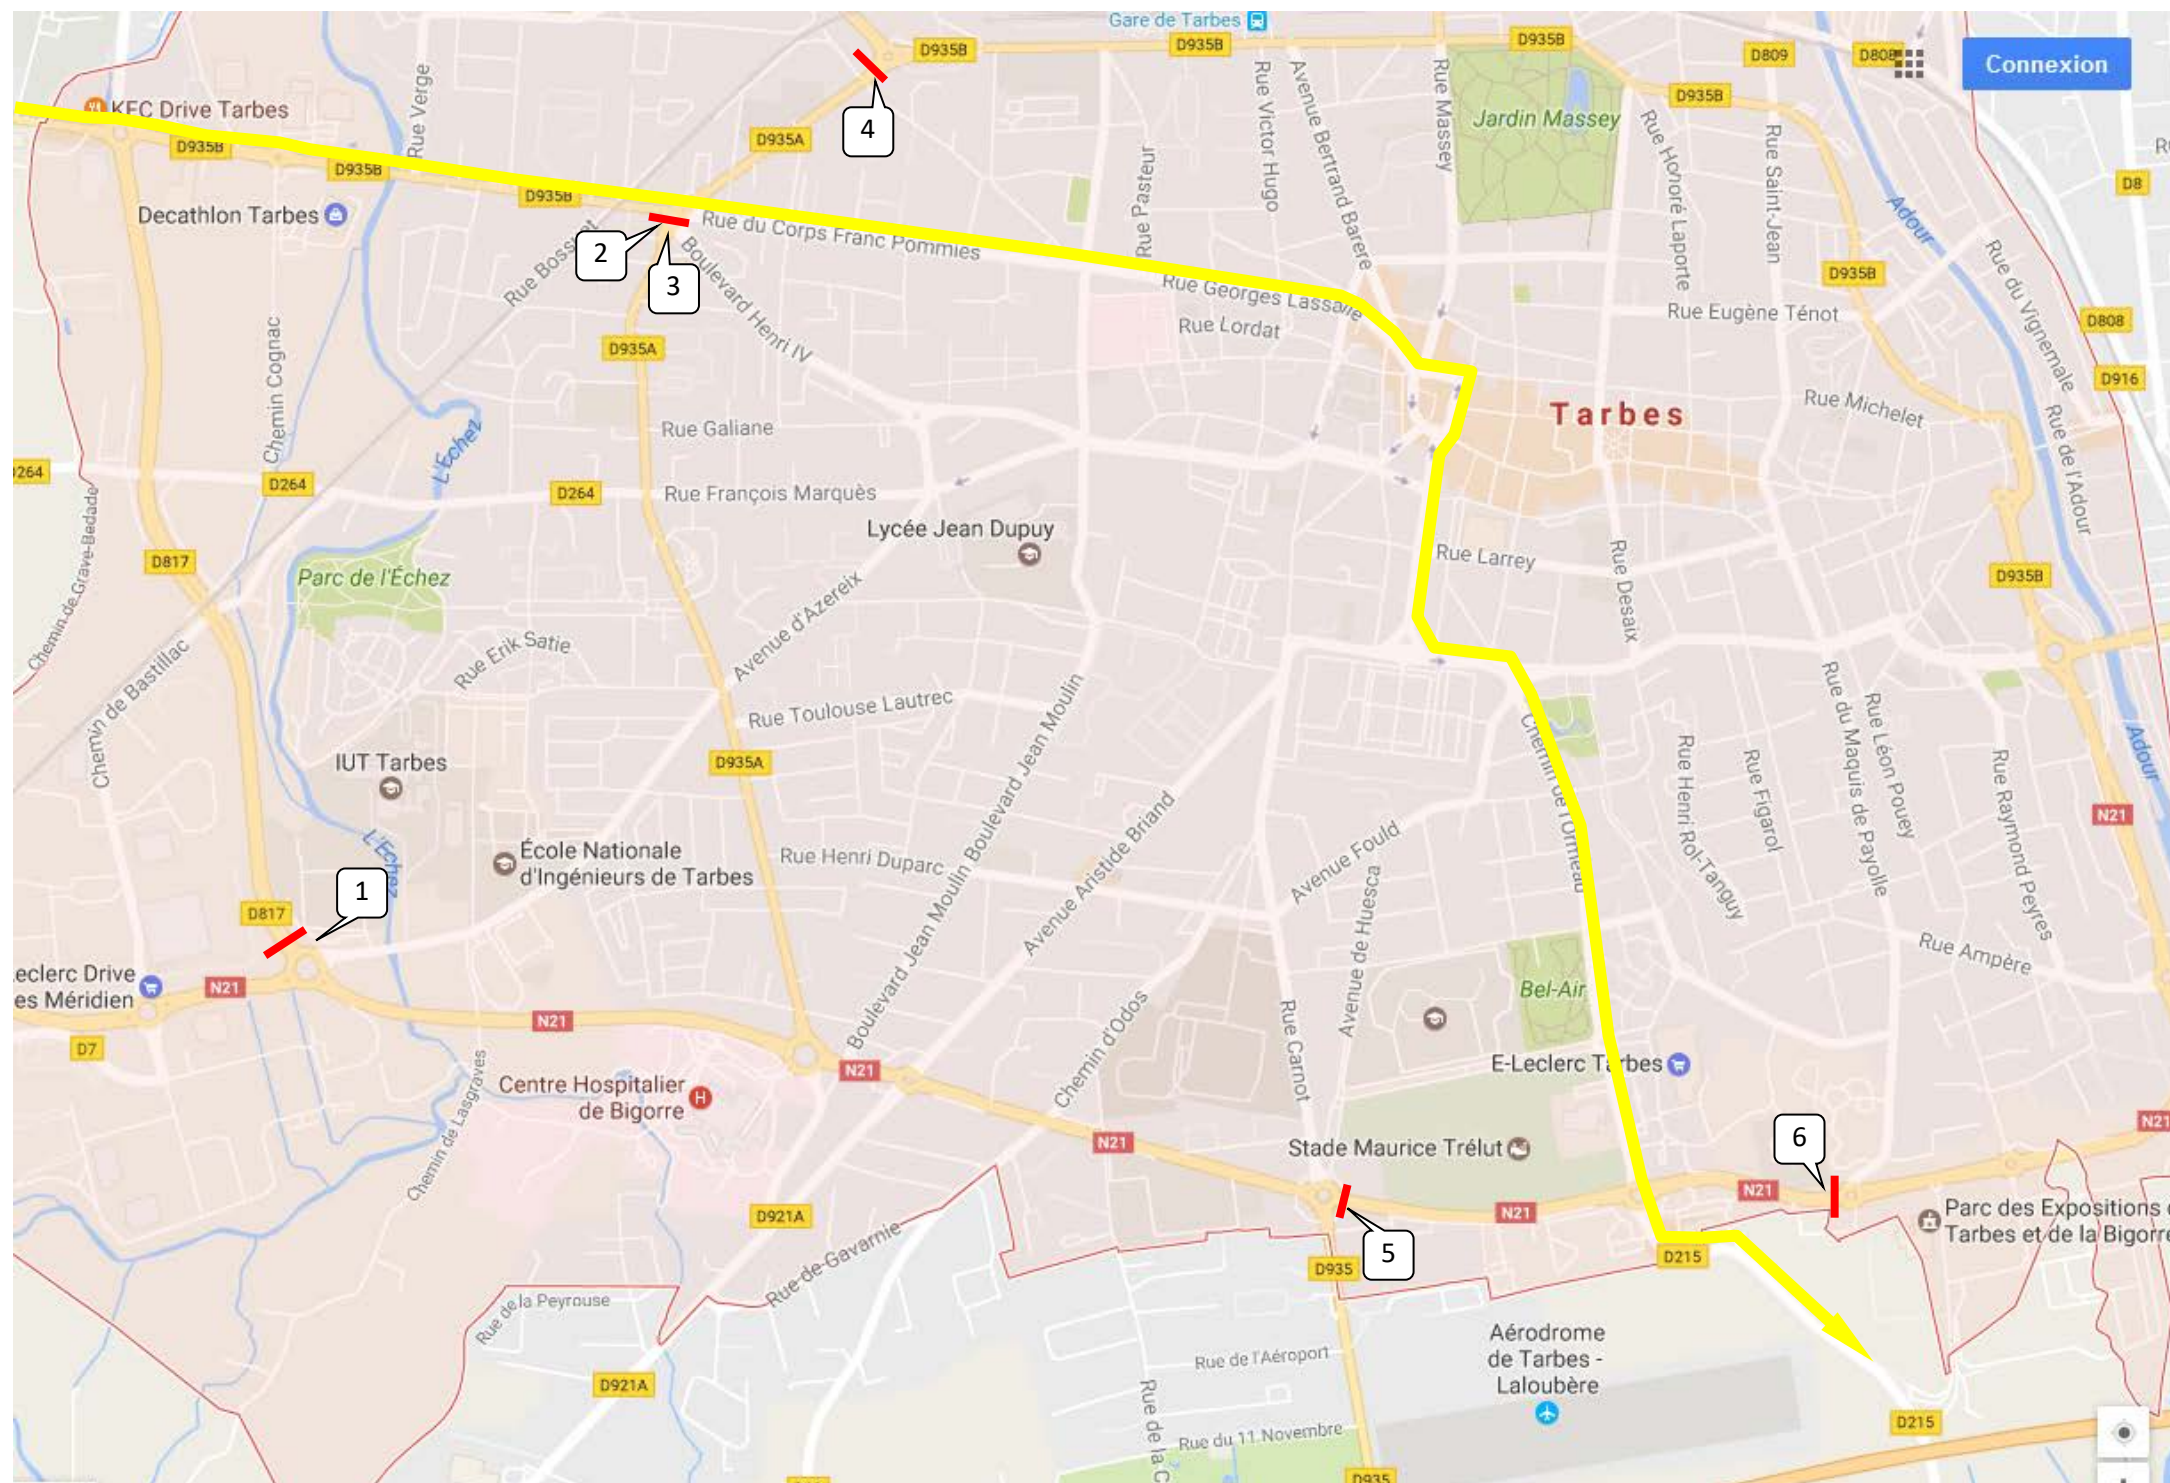 Gare de Tarbes
D935B
D935B
D935B
D809
D808
Connexion
KFC Drive Tarbes
Rue Verge
D935A
4
Rue Victor Hugo
Avenue Bertrand Barere
Rue Massey
Jardin Massey
D935B
Rue Honoré Laporte
Rue Saint-Jean
D8
D935B
D935B
D935B
Rue Pasteur
Decathlon Tarbes
2
3
Rue du Corps Franc Pommies
Adour
Rue du Vignemale
Boulevard Henri IV
D935B
Rue Georges Lassalle
Rue Lordat
Rue Eugène Ténot
D808
D935A
Chemin Cognac
D916
Tarbes
Rue Michelet
Rue de l'Adour
Rue Galiane
L'Echez
D264
D264
Rue François Marquès
Lycée Jean Dupuy
Chemin de Grave-Bedade
D817
Parc de l'Échez
Avenue d'Azereix
Rue Larrey
Rue Desaix
D935B
Rue Erik Satie
Chemin de Bastillac
Rue Toulouse Lautrec
Boulevard Jean Moulin
Boulevard Jean Moulin
Chemin de l'Ormeau
Rue du Maquis de Payolle
Rue Léon Pouey
Rue Henri Rol-Tanguy
Rue Figarol
Rue Raymond Peyres
Adour
IUT Tarbes
D935A
N21
L'Echez
École Nationale
d'Ingénieurs de Tarbes
Rue Henri Duparc
Avenue Aristide Briand
Avenue Fould
Avenue de Huesca
1
D817
Rue Ampère
N21
N21
D7
Chemin d'Odos
Rue Carnot
Bel-Air
E-Leclerc Tarbes
N21
Centre Hospitalier
de Bigorre
Chemin de Lasgraves
N21
Stade Maurice Trélut
6
N21
N21
N21
D921A
Rue de Gavarnie
5
D935
D215
Parc des Expositions
Tarbes et de la Bigorre
Rue de la Peyrouse
D921A
Rue de l'Aéroport
Aérodrome
de Tarbes -
Laloubère
Rue du 11 Novembre
D215
D935